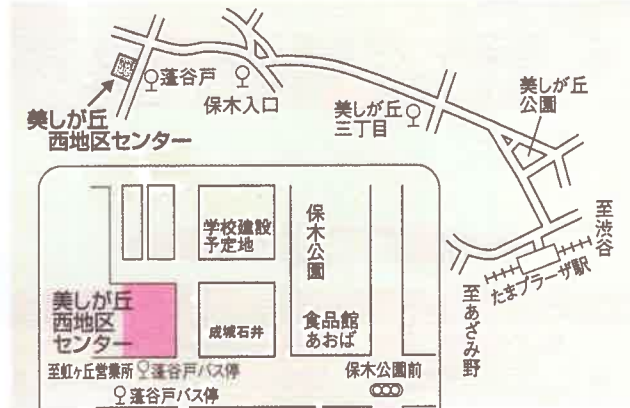 蓬谷戸
保木入口
美しが丘
西地区センター
美しが丘
三丁目
美しが丘
公園
至渋谷
たまプラーザ駅
至あざみ野
学校建設
予定地
保木公園
美しが丘
西地区
センター
成城石井
食品館
あおば
至虹ヶ丘営業所
蓬谷戸バス停
保木公園前
蓬谷戸バス停